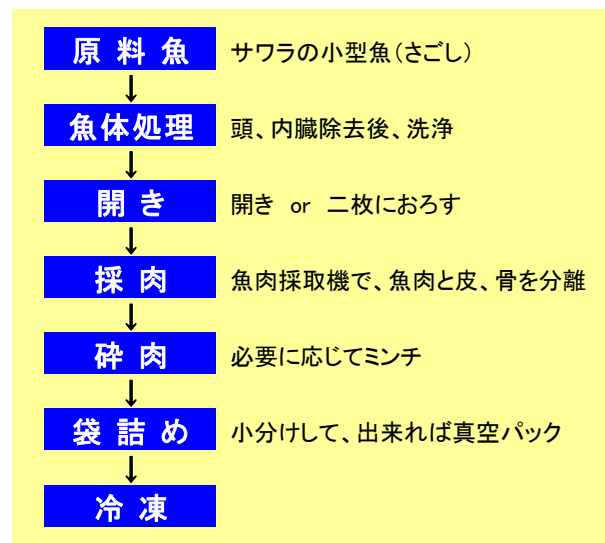 原 料 魚 サワラの小型魚(さごし)
↓
魚体処理 頭、内臓除去後、洗浄
↓
開 き 開き or 二枚におろす
↓
採 肉 魚肉採取機で、魚肉と皮、骨を分離
↓
砕 肉 必要に応じてミンチ
↓
袋 詰 め 小分けして、出来れば真空パック
↓
冷 凍